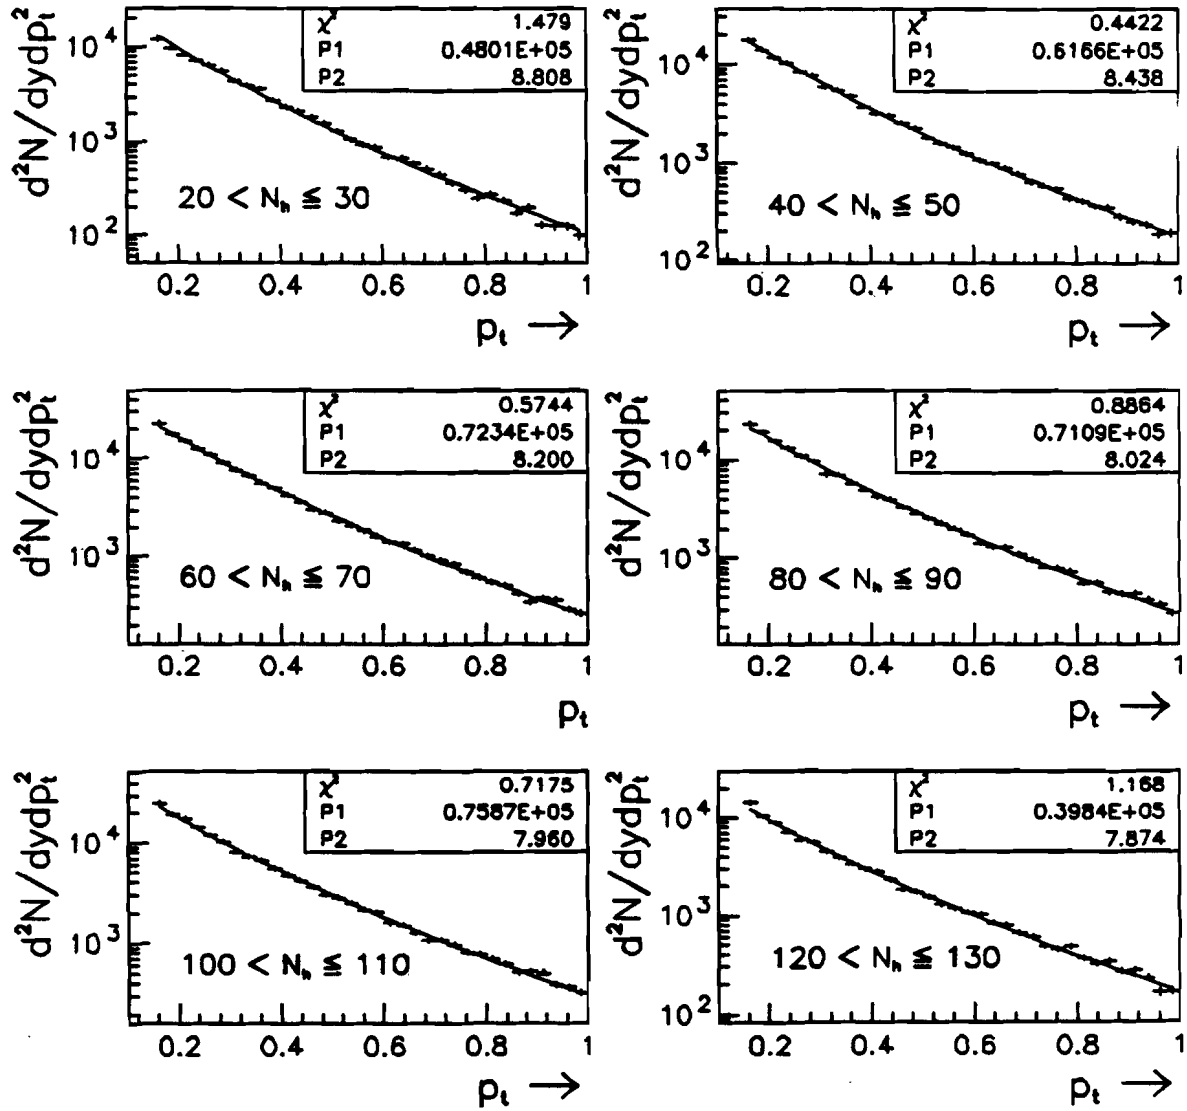 d²N/dydpₜ²
10⁴
10³
10²
χ² 1.479
P1 0.4801E+05
P2 8.808
20 < Nₕ ≦ 30
0.2 0.4 0.6 0.8 1
pₜ →
d²N/dydpₜ²
10⁴
10³
10²
χ² 0.4422
P1 0.6166E+05
P2 8.438
40 < Nₕ ≦ 50
0.2 0.4 0.6 0.8 1
pₜ →
d²N/dydpₜ²
10⁴
10³
χ² 0.5744
P1 0.7234E+05
P2 8.200
60 < Nₕ ≦ 70
0.2 0.4 0.6 0.8 1
pₜ
d²N/dydpₜ²
10⁴
10³
χ² 0.8864
P1 0.7109E+05
P2 8.024
80 < Nₕ ≦ 90
0.2 0.4 0.6 0.8 1
pₜ →
d²N/dydpₜ²
10⁴
10³
χ² 0.7175
P1 0.7587E+05
P2 7.960
100 < Nₕ ≦ 110
0.2 0.4 0.6 0.8 1
pₜ →
d²N/dydpₜ²
10⁴
10³
10²
χ² 1.168
P1 0.3984E+05
P2 7.874
120 < Nₕ ≦ 130
0.2 0.4 0.6 0.8 1
pₜ →